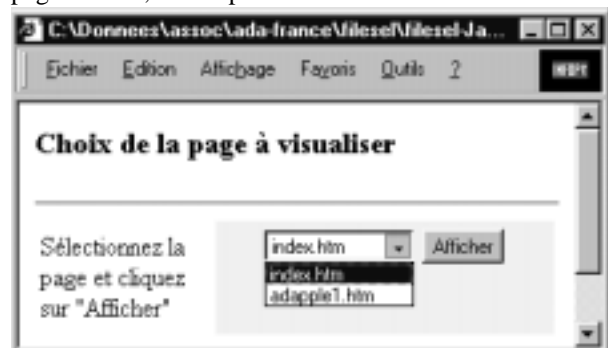 C:\Donnees\assoc\ada-france\filesel\filesel-Ja...
Fichier Edition Affichage Favoris Outils ?
Choix de la page à visualiser
Sélectionnez la
page et cliquez
sur "Afficher"
index.htm Afficher
index.htm
adapple1.htm